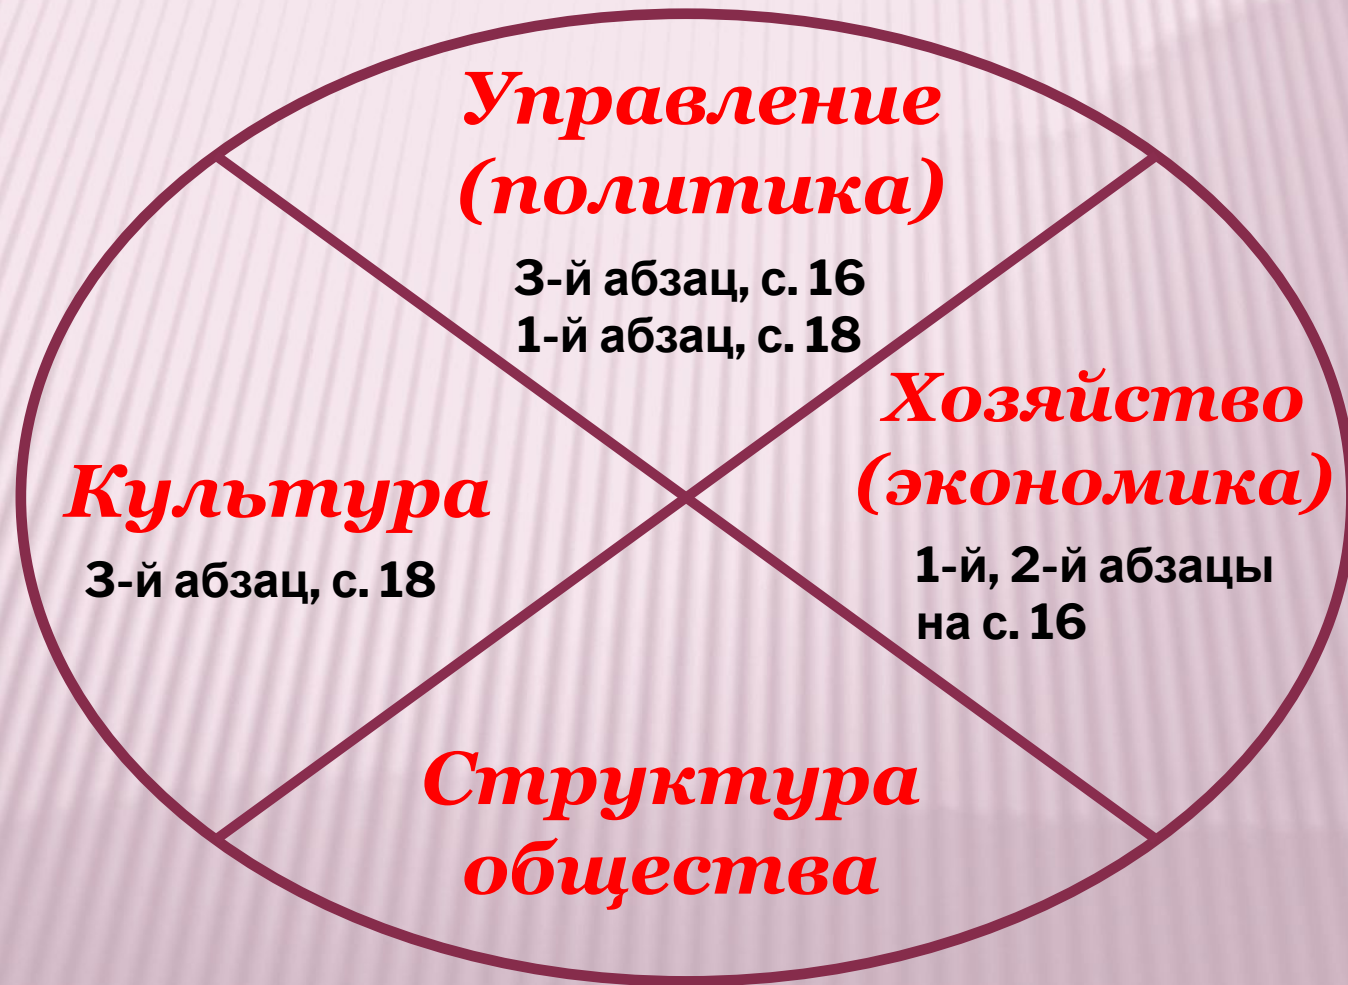 Управление
(политика)
3-й абзац, с. 16
1-й абзац, с. 18
Культура
3-й абзац, с. 18
Хозяйство
(экономика)
1-й, 2-й абзацы
на с. 16
Структура
общества